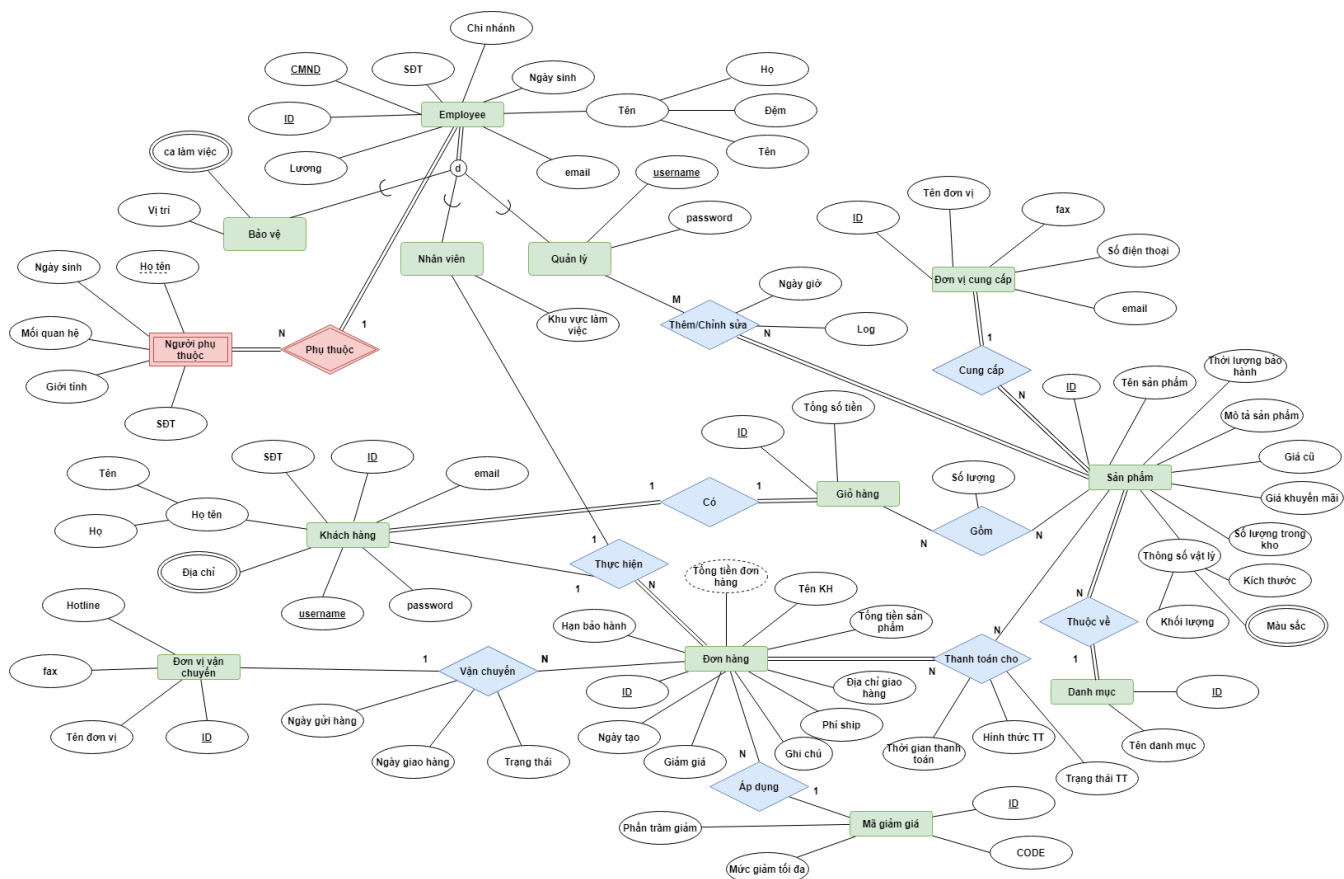 Chi nhánh
CMND
SĐT
Ngày sinh
Họ
ID
Employee
Tên
Đệm
ca làm việc
Lương
email
Tên
d
username
Vị trí
Bảo vệ
password
Nhân viên
Quản lý
Tên đơn vị
ID
fax
Số điện thoại
Đơn vị cung cấp
email
Ngày sinh
Họ tên
Ngày giờ
M
Thêm/Chỉnh sửa
N
Log
Khu vực làm
việc
Mối quan hệ
Người phụ
thuộc
N
Phụ thuộc
1
Giới tính
SĐT
1
Cung cấp
N
ID
Tên sản phẩm
Thời lượng bảo
hành
Mô tả sản phẩm
Giá cũ
Sản phẩm
Giá khuyến mãi
Số lượng trong
kho
Thông số vật lý
Kích thước
Khối lượng
Màu sắc
Tổng số tiền
ID
Giỏ hàng
Số lượng
N
Gồm
N
SĐT
ID
email
Tên
Họ tên
Họ
Khách hàng
1
Có
1
Địa chỉ
username
password
1
Thực hiện
1
N
Tổng tiền đơn
hàng
Tên KH
Hạn bảo hành
Tổng tiền sản
phẩm
N
Thuộc về
1
Danh mục
ID
Tên danh mục
Hotline
fax
Đơn vị vận
chuyển
Tên đơn vị
ID
1
Vận chuyển
N
Ngày gửi hàng
Ngày giao hàng
Trạng thái
Đơn hàng
ID
Ngày tạo
Giảm giá
Ghi chú
Phí ship
Địa chỉ giao
hàng
N
Thanh toán cho
N
Thời gian thanh
toán
Hình thức TT
Trạng thái TT
N
Áp dụng
1
Mã giảm giá
ID
CODE
Phần trăm giảm
Mức giảm tối đa